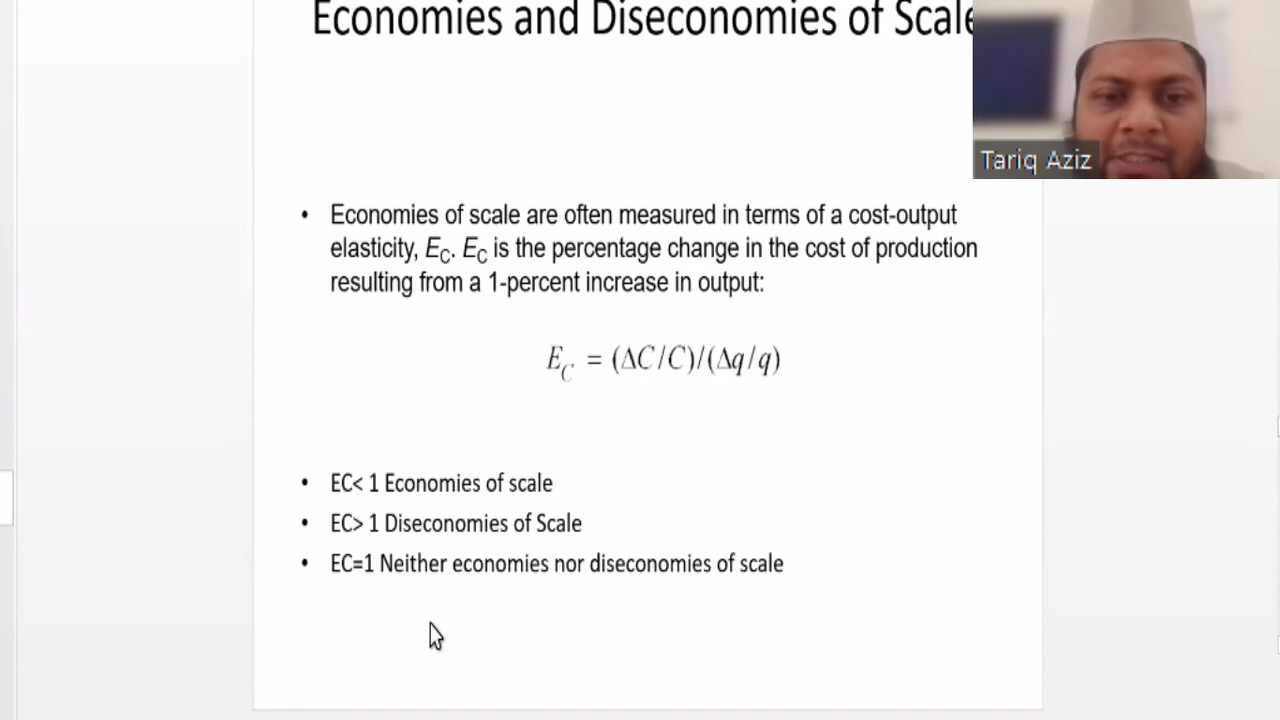 Economies and Diseconomies of Scale
Tariq Aziz
• Economies of scale are often measured in terms of a cost-output
elasticity, EC. EC is the percentage change in the cost of production
resulting from a 1-percent increase in output:
EC = (ΔC/C)/(Δq/q)
• EC< 1 Economies of scale
• EC> 1 Diseconomies of Scale
• EC=1 Neither economies nor diseconomies of scale